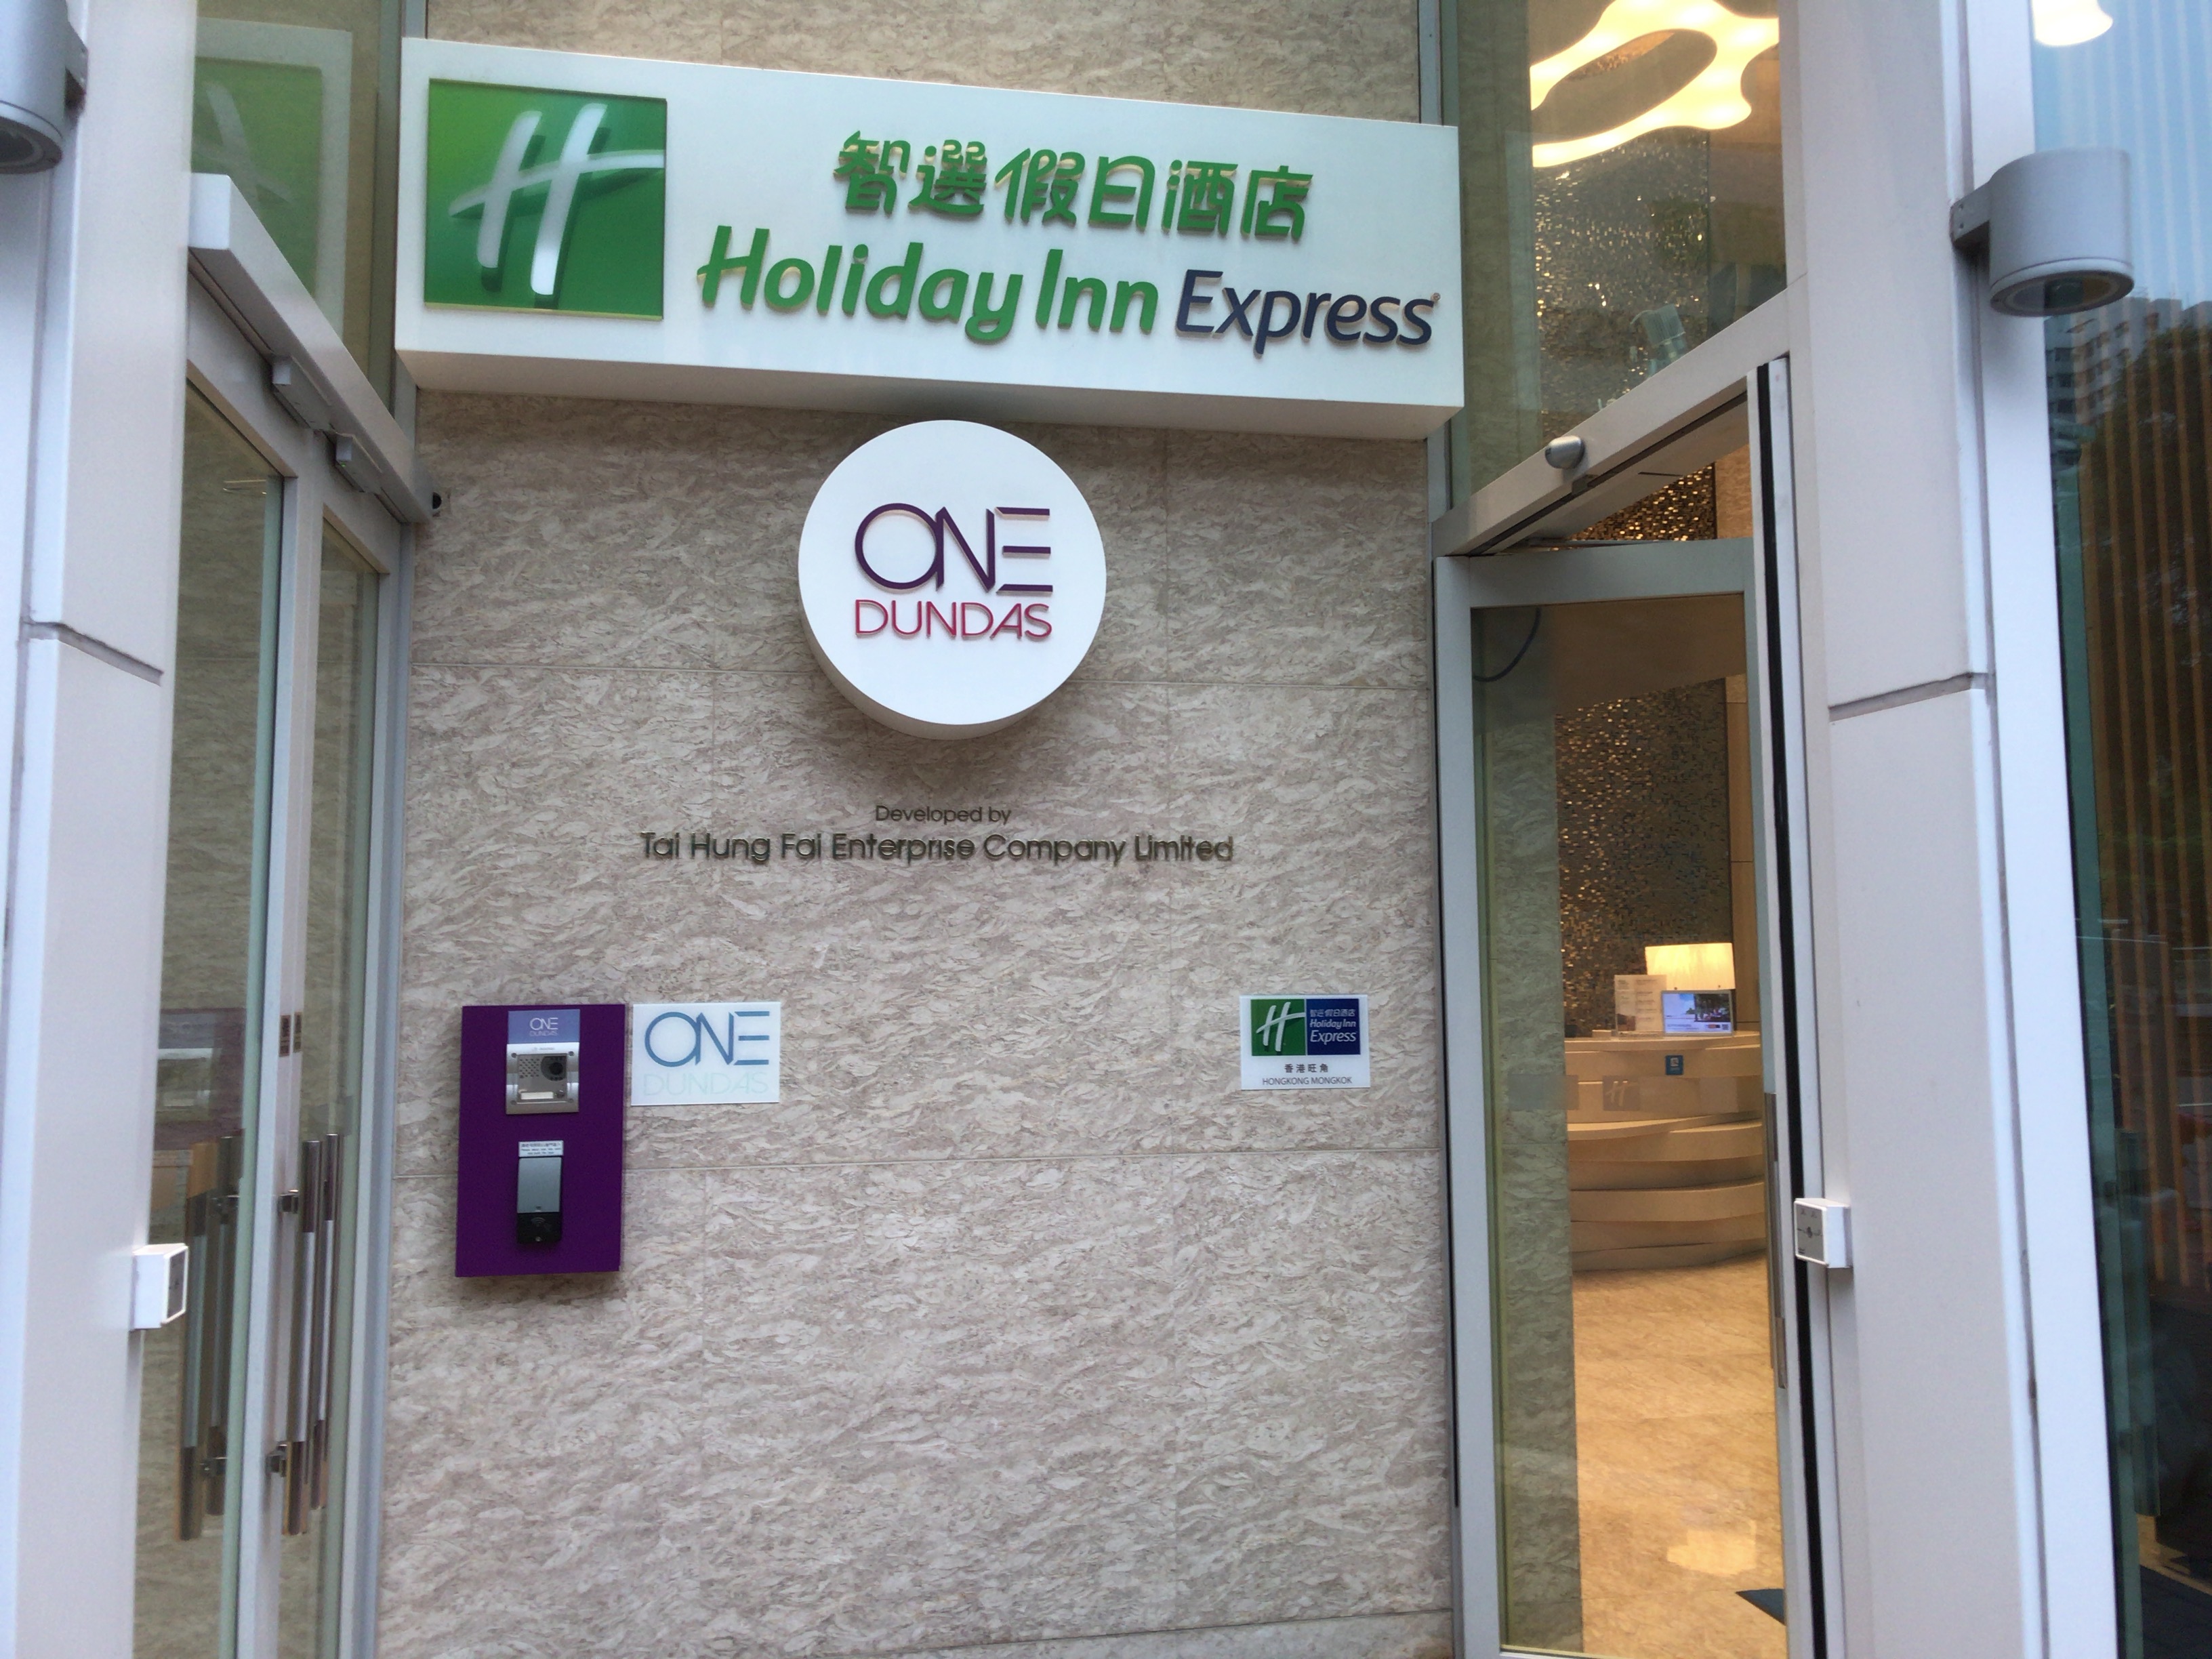 智選假日酒店
Holiday Inn Express
ONE
DUNDAS
Developed by
Tai Hung Fai Enterprise Company Limited
ONE
DUNDAS
ONE
DUNDAS
智選假日酒店
Holiday Inn
Express
香港旺角
HONGKONG MONGKOK